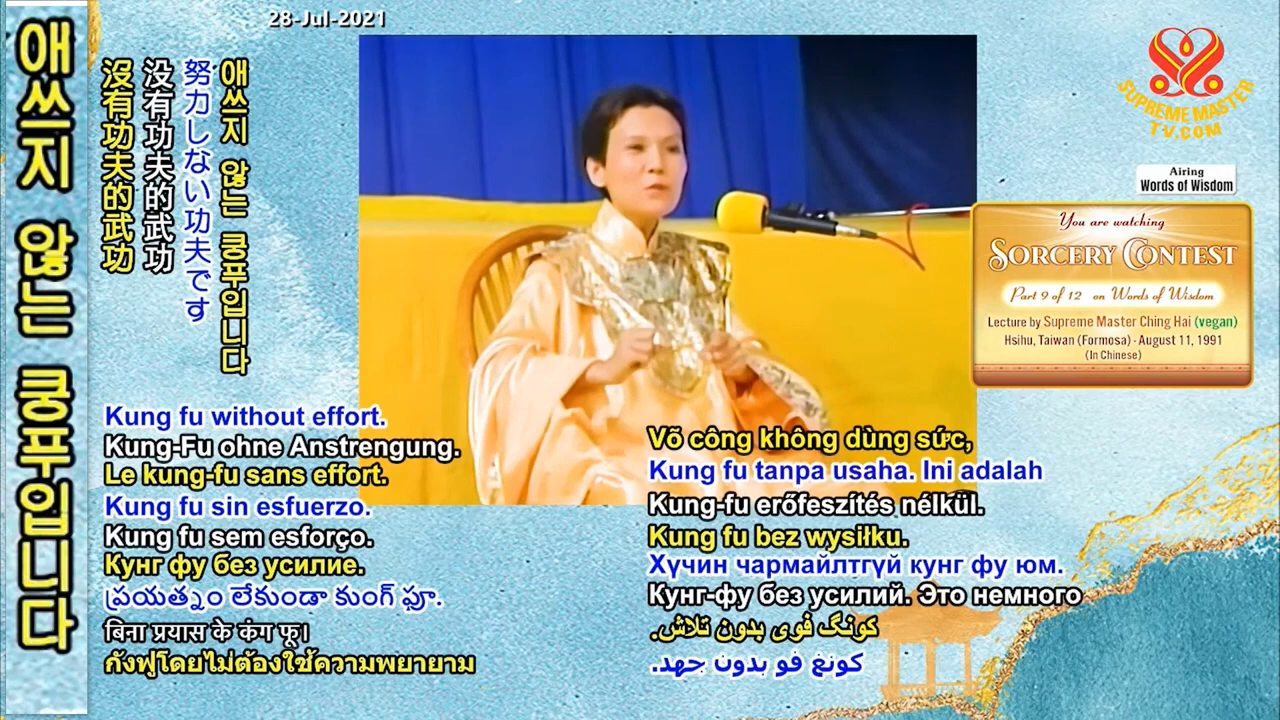 애쓰지 않는 쿵푸입니다
28-Jul-2021
沒有功夫的武功
没有功夫的武功
努力しない功夫です
애쓰지 않는 쿵푸입니다
SUPREME MASTER
TV.COM
Airing
Words of Wisdom
You are watching
SORCERY CONTEST
Part 9 of 12 on Words of Wisdom
Lecture by Supreme Master Ching Hai (vegan)
Hsihu, Taiwan (Formosa) - August 11, 1991
(In Chinese)
Kung fu without effort.
Kung-Fu ohne Anstrengung.
Le kung-fu sans effort.
Kung fu sin esfuerzo.
Kung fu sem esforço.
Кунг фу без усилие.
ప్రయత్నం లేకుండా కుంగ్ ఫూ.
बिना प्रयास के कंग फू।
กังฟูโดยไม่ต้องใช้ความพยายาม
Võ công không dùng sức,
Kung fu tanpa usaha. Ini adalah
Kung-fu erőfeszítés nélkül.
Kung fu bez wysiłku.
Хүчин чармайлтгүй кунг фу юм.
Кунг-фу без усилий. Это немного
کونگ فوی بدون تلاش.
كونغ فو بدون جهد.